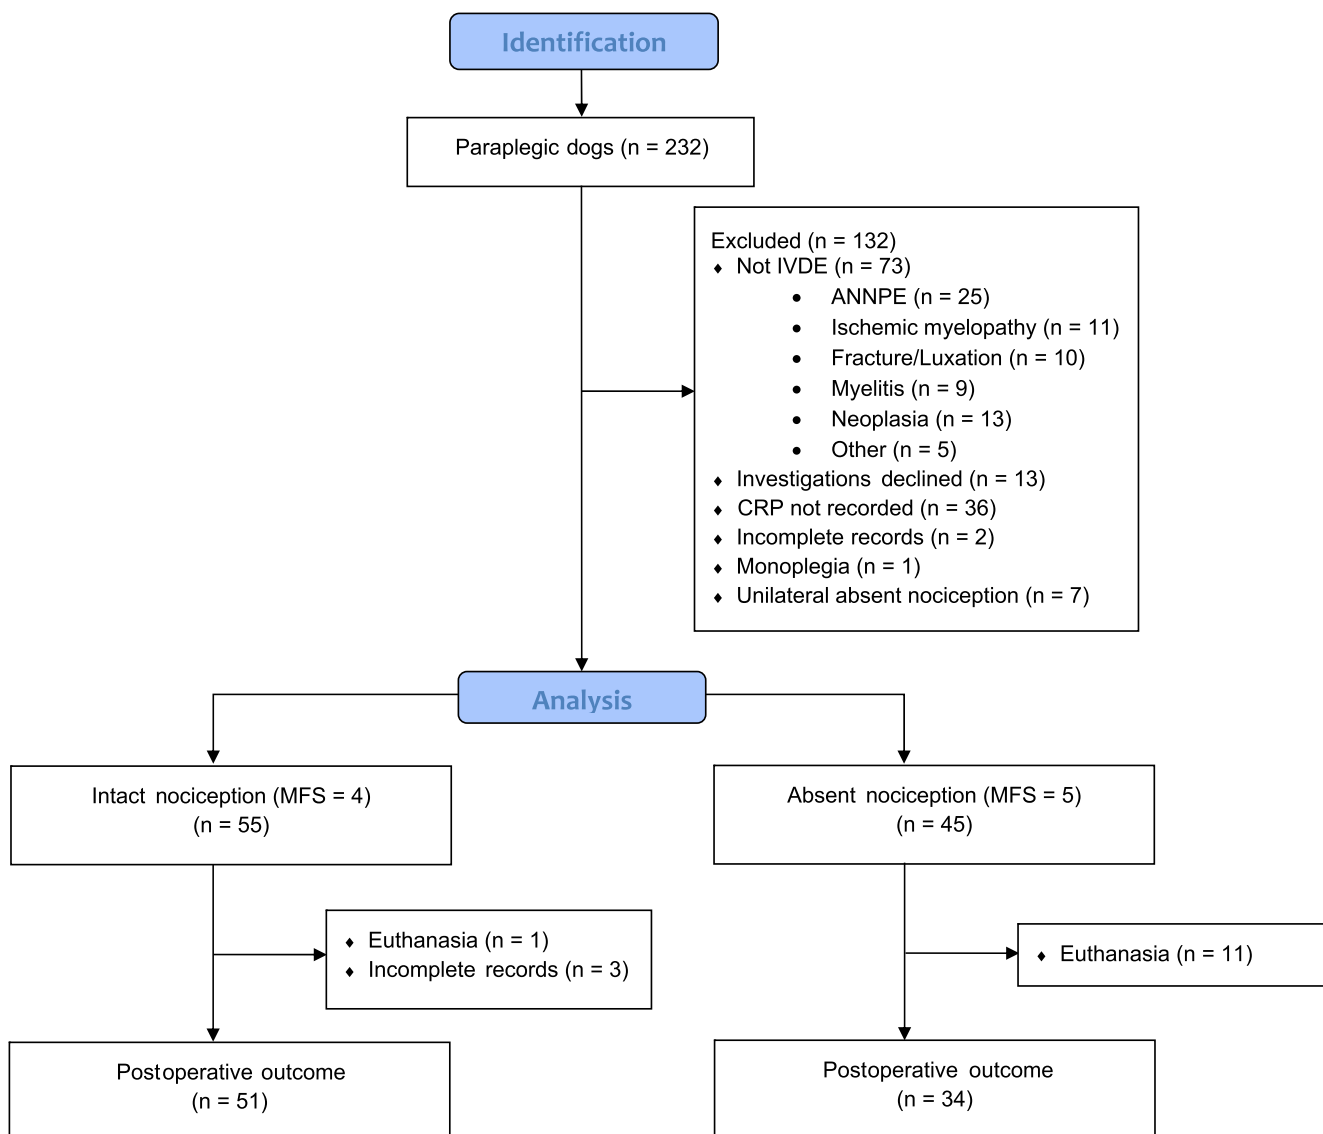 Identification
Paraplegic dogs (n = 232)
Excluded (n = 132)
♦ Not IVDE (n = 73)
• ANNPE (n = 25)
• Ischemic myelopathy (n = 11)
• Fracture/Luxation (n = 10)
• Myelitis (n = 9)
• Neoplasia (n = 13)
• Other (n = 5)
♦ Investigations declined (n = 13)
♦ CRP not recorded (n = 36)
♦ Incomplete records (n = 2)
♦ Monoplegia (n = 1)
♦ Unilateral absent nociception (n = 7)
Analysis
Intact nociception (MFS = 4)
(n = 55)
Absent nociception (MFS = 5)
(n = 45)
♦ Euthanasia (n = 1)
♦ Incomplete records (n = 3)
♦ Euthanasia (n = 11)
Postoperative outcome
(n = 51)
Postoperative outcome
(n = 34)